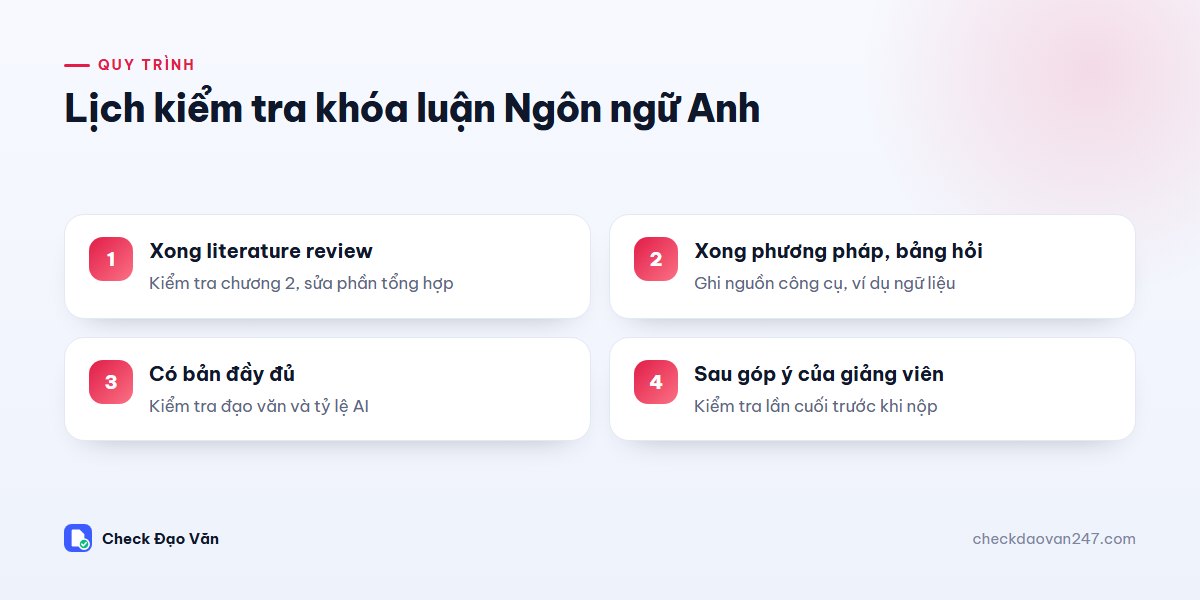 QUY TRÌNH
Lịch kiểm tra khóa luận Ngôn ngữ Anh
1
Xong literature review
Kiểm tra chương 2, sửa phần tổng hợp
2
Xong phương pháp, bảng hỏi
Ghi nguồn công cụ, ví dụ ngữ liệu
3
Có bản đầy đủ
Kiểm tra đạo văn và tỷ lệ AI
4
Sau góp ý của giảng viên
Kiểm tra lần cuối trước khi nộp
Check Đạo Văn
checkdaovan247.com